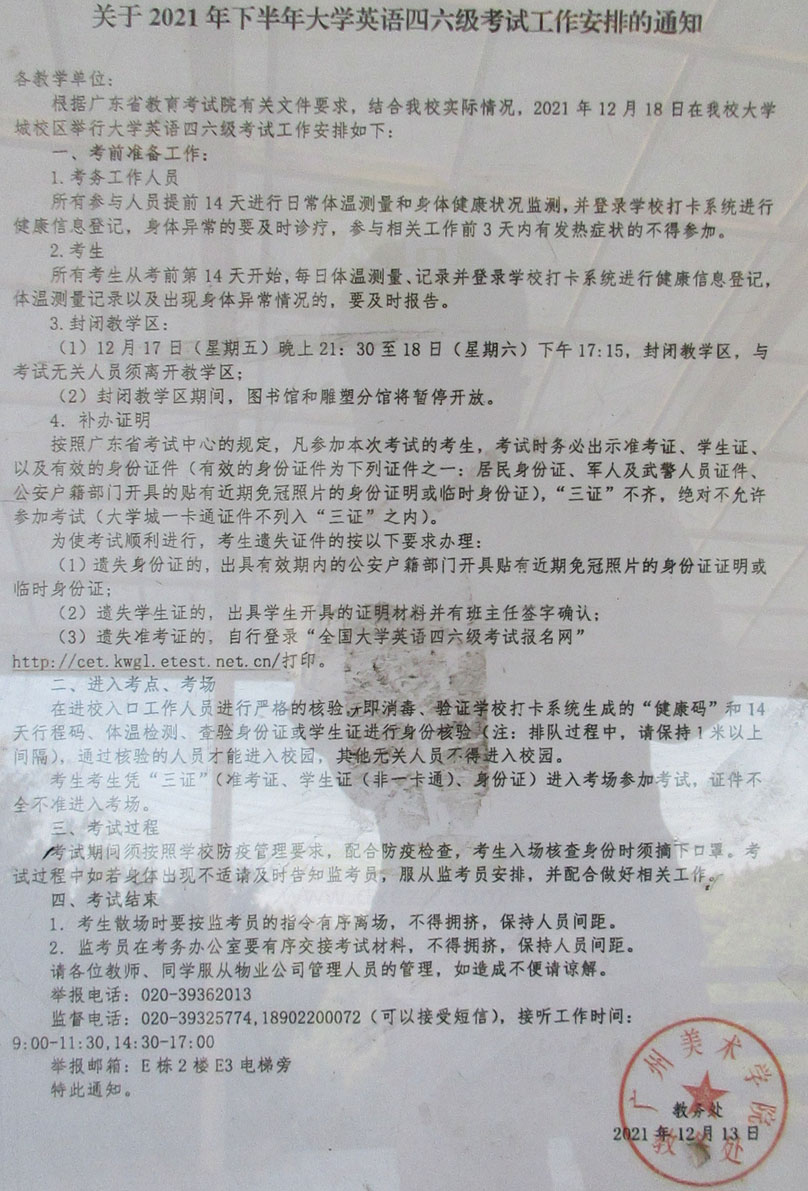 关于 2021 年下半年大学英语四六级考试工作安排的通知
各教学单位：
根据广东省教育考试院有关文件要求，结合我校实际情况，2021 年 12 月 18 日在我校大学
城校区举行大学英语四六级考试工作安排如下：
一、考前准备工作：
1.考务工作人员
所有参与人员提前 14 天进行日常体温测量和身体健康状况监测，并登录学校打卡系统进行
健康信息登记，身体异常的要及时诊疗，参与相关工作前 3 天内有发热症状的不得参加。
2.考生
所有考生从考前第 14 天开始，每日体温测量、记录并登录学校打卡系统进行健康信息登记，
体温测量记录以及出现身体异常情况的，要及时报告。
3.封闭教学区：
（1）12 月 17 日（星期五）晚上 21：30 至 18 日（星期六）下午 17:15，封闭教学区，与
考试无关人员须离开教学区；
（2）封闭教学区期间，图书馆和雕塑分馆将暂停开放。
4．补办证明
按照广东省考试中心的规定，凡参加本次考试的考生，考试时务必出示准考证、学生证、
以及有效的身份证件（有效的身份证件为下列证件之一：居民身份证、军人及武警人员证件、
公安户籍部门开具的贴有近期免冠照片的身份证明或临时身份证），“三证”不齐，绝对不允许
参加考试（大学城一卡通证件不列入“三证”之内）。
为使考试顺利进行，考生遗失证件的按以下要求办理：
（1）遗失身份证的，出具有效期内的公安户籍部门开具贴有近期免冠照片的身份证证明或
临时身份证；
（2）遗失学生证的，出具学生开具的证明材料并有班主任签字确认；
（3）遗失准考证的，自行登录“全国大学英语四六级考试报名网”
http://cet.kwgl.etest.net.cn/打印。
二、进入考点、考场
在进校入口工作人员进行严格的核验，即消毒、验证学校打卡系统生成的“健康码”和 14
天行程码、体温检测、查验身份证或学生证进行身份核验（注：排队过程中，请保持 1 米以上
间隔），通过核验的人员才能进入校园，其他无关人员不得进入校园。
考生考生凭“三证”（准考证、学生证（非一卡通）、身份证）进入考场参加考试，证件不
全不准进入考场。
三、考试过程
考试期间须按照学校防疫管理要求，配合防疫检查，考生入场核查身份时须摘下口罩。考
试过程中如若身体出现不适请及时告知监考员，服从监考员安排，并配合做好相关工作。
四、考试结束
1．考生散场时要按监考员的指令有序离场，不得拥挤，保持人员间距。
2．监考员在考务办公室要有序交接考试材料，不得拥挤，保持人员间距。
请各位教师、同学服从物业公司管理人员的管理，如造成不便请谅解。
举报电话：020-39362013
监督电话：020-39325774,18902200072（可以接受短信），接听工作时间：
9:00-11:30,14:30-17:00
举报邮箱：E 栋 2 楼 E3 电梯旁
特此通知。
广州美术学院
教务处
2021 年 12 月 13 日
教务处